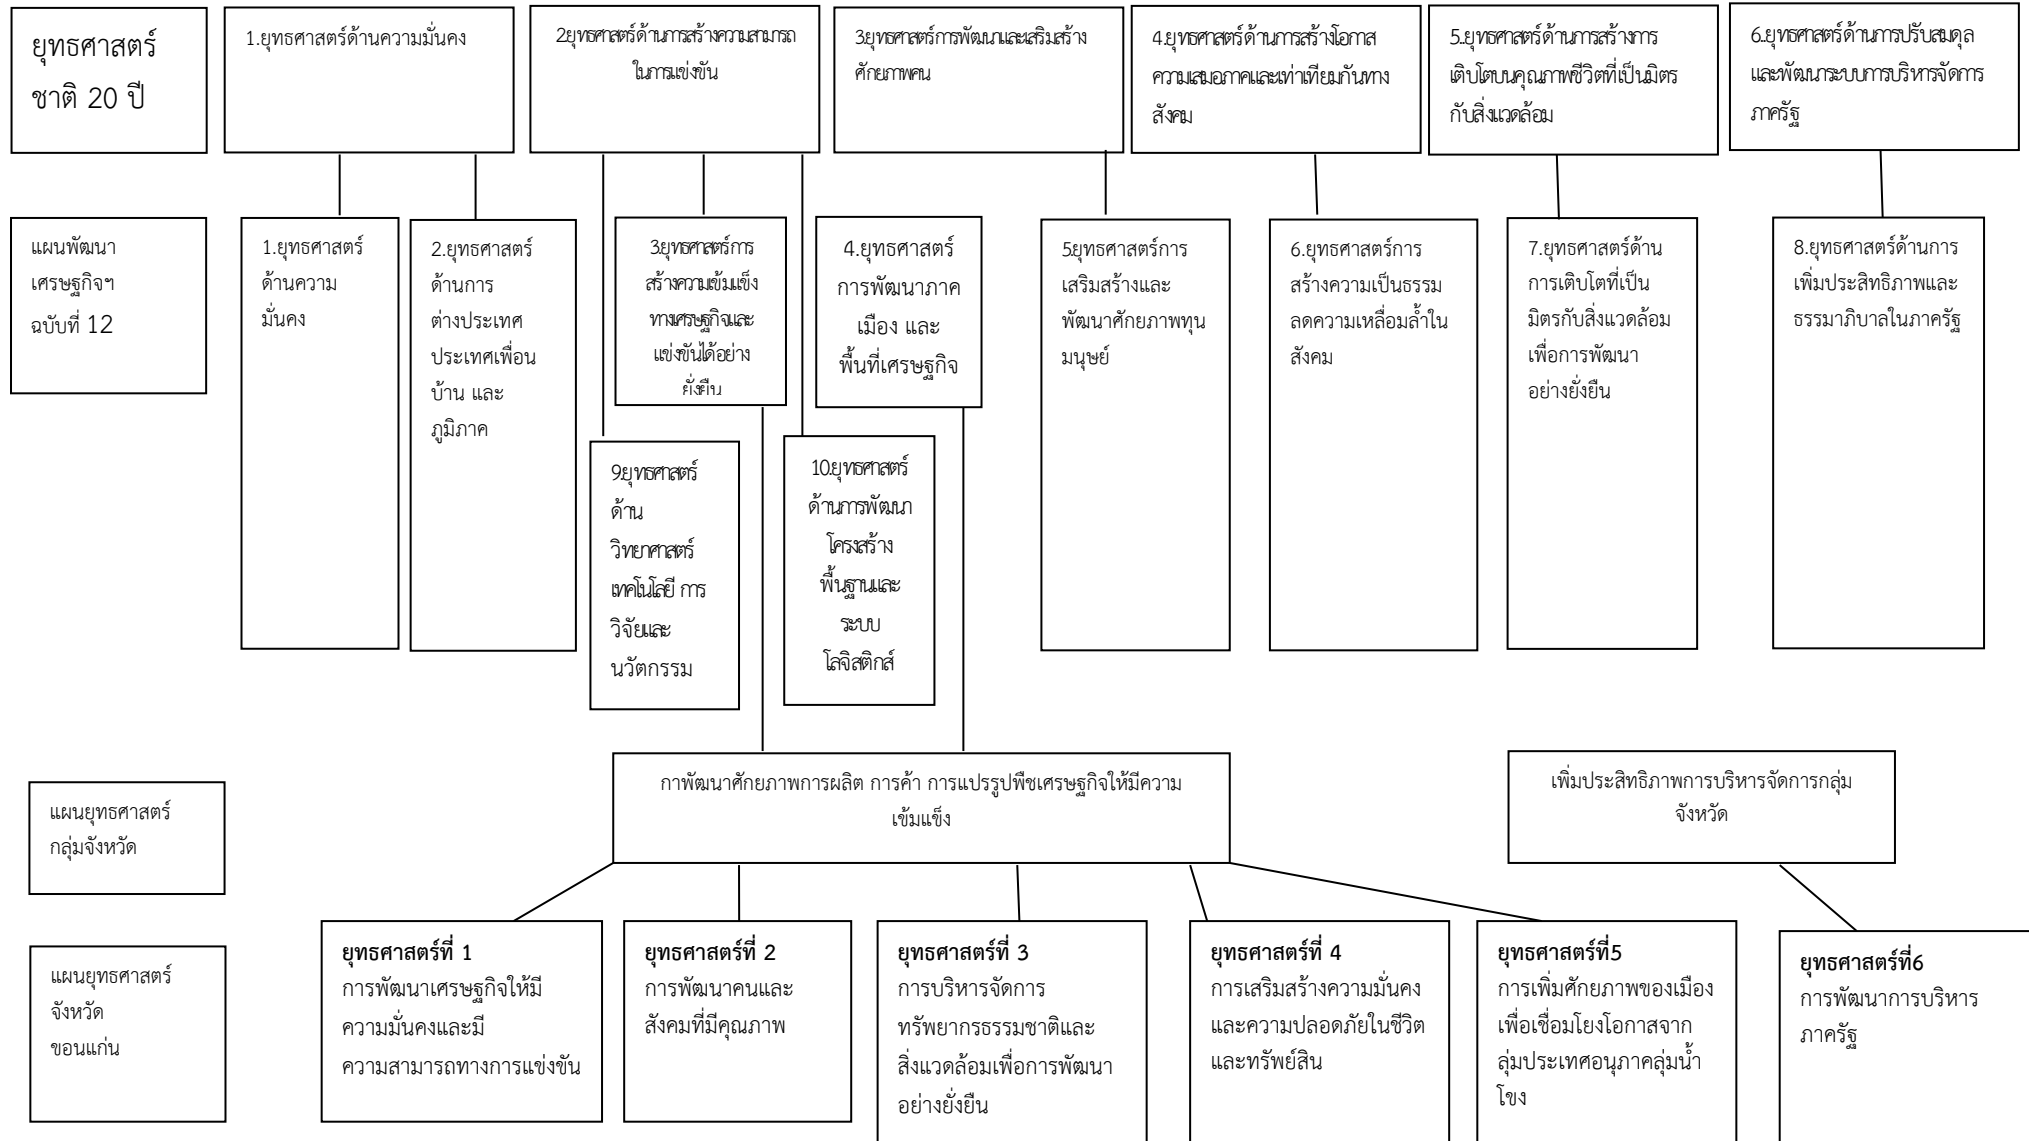 ยุทธศาสตร์
ชาติ 20 ปี
1.ยุทธศาสตร์ด้านความมั่นคง
2ยุทธศาสตร์ด้านการสร้างความสามารถ
ในการแข่งขัน
3ยุทธศาสตร์การพัฒนาและเสริมสร้าง
ศักยภาพคน
4.ยุทธศาสตร์ด้านการสร้างโอกาส
ความเสมอภาคและเท่าเทียมกันทาง
สังคม
5.ยุทธศาสตร์ด้านการสร้างการ
เติบโตบนคุณภาพชีวิตที่เป็นมิตร
กับสิ่งแวดล้อม
6.ยุทธศาสตร์ด้านการปรับสมดุล
และพัฒนาระบบการบริหารจัดการ
ภาครัฐ
แผนพัฒนา
เศรษฐกิจฯ
ฉบับที่ 12
1.ยุทธศาสตร์
ด้านความ
มั่นคง
2.ยุทธศาสตร์
ด้านการ
ต่างประเทศ
ประเทศเพื่อน
บ้าน และ
ภูมิภาค
3.ยุทธศาสตร์การ
สร้างความเข้มแข็ง
ทางเศรษฐกิจและ
แข่งขันได้อย่าง
ยั่งยืน
4.ยุทธศาสตร์
การพัฒนาภาค
เมือง และ
พื้นที่เศรษฐกิจ
5ยุทธศาสตร์การ
เสริมสร้างและ
พัฒนาศักยภาพทุน
มนุษย์
6.ยุทธศาสตร์การ
สร้างความเป็นธรรม
ลดความเหลื่อมล้ำใน
สังคม
7.ยุทธศาสตร์ด้าน
การเติบโตที่เป็น
มิตรกับสิ่งแวดล้อม
เพื่อการพัฒนา
อย่างยั่งยืน
8.ยุทธศาสตร์ด้านการ
เพิ่มประสิทธิภาพและ
ธรรมาภิบาลในภาครัฐ
9ยุทธศาสตร์
ด้าน
วิทยาศาสตร์
เทคโนโลยี การ
วิจัยและ
นวัตกรรม
10.ยุทธศาสตร์
ด้านการพัฒนา
โครงสร้าง
พื้นฐานและ
ระบบ
โลจิสติกส์
แผนยุทธศาสตร์
กลุ่มจังหวัด
กาพัฒนาศักยภาพการผลิต การค้า การแปรรูปพืชเศรษฐกิจให้มีความ
เข้มแข็ง
เพิ่มประสิทธิภาพการบริหารจัดการกลุ่ม
จังหวัด
แผนยุทธศาสตร์
จังหวัด
ขอนแก่น
ยุทธศาสตร์ที่ 1
การพัฒนาเศรษฐกิจให้มี
ความมั่นคงและมี
ความสามารถทางการแข่งขัน
ยุทธศาสตร์ที่ 2
การพัฒนาคนและ
สังคมที่มีคุณภาพ
ยุทธศาสตร์ที่ 3
การบริหารจัดการ
ทรัพยากรธรรมชาติและ
สิ่งแวดล้อมเพื่อการพัฒนา
อย่างยั่งยืน
ยุทธศาสตร์ที่ 4
การเสริมสร้างความมั่นคง
และความปลอดภัยในชีวิต
และทรัพย์สิน
ยุทธศาสตร์ที่5
การเพิ่มศักยภาพของเมือง
เพื่อเชื่อมโยงโอกาสจาก
ลุ่มประเทศอนุภาคลุ่มน้ำ
โขง
ยุทธศาสตร์ที่6
การพัฒนาการบริหาร
ภาครัฐ